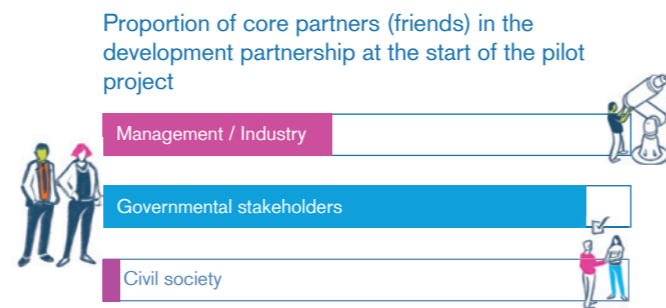 Proportion of core partners (friends) in the
development partnership at the start of the pilot
project
Management / Industry
Governmental stakeholders
Civil society